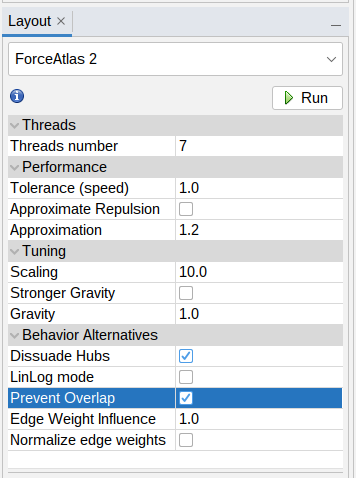 Layout ×
ForceAtlas 2
Run
Threads
Threads number 7
Performance
Tolerance (speed) 1.0
Approximate Repulsion
Approximation 1.2
Tuning
Scaling 10.0
Stronger Gravity
Gravity 1.0
Behavior Alternatives
Dissuade Hubs
LinLog mode
Prevent Overlap
Edge Weight Influence 1.0
Normalize edge weights